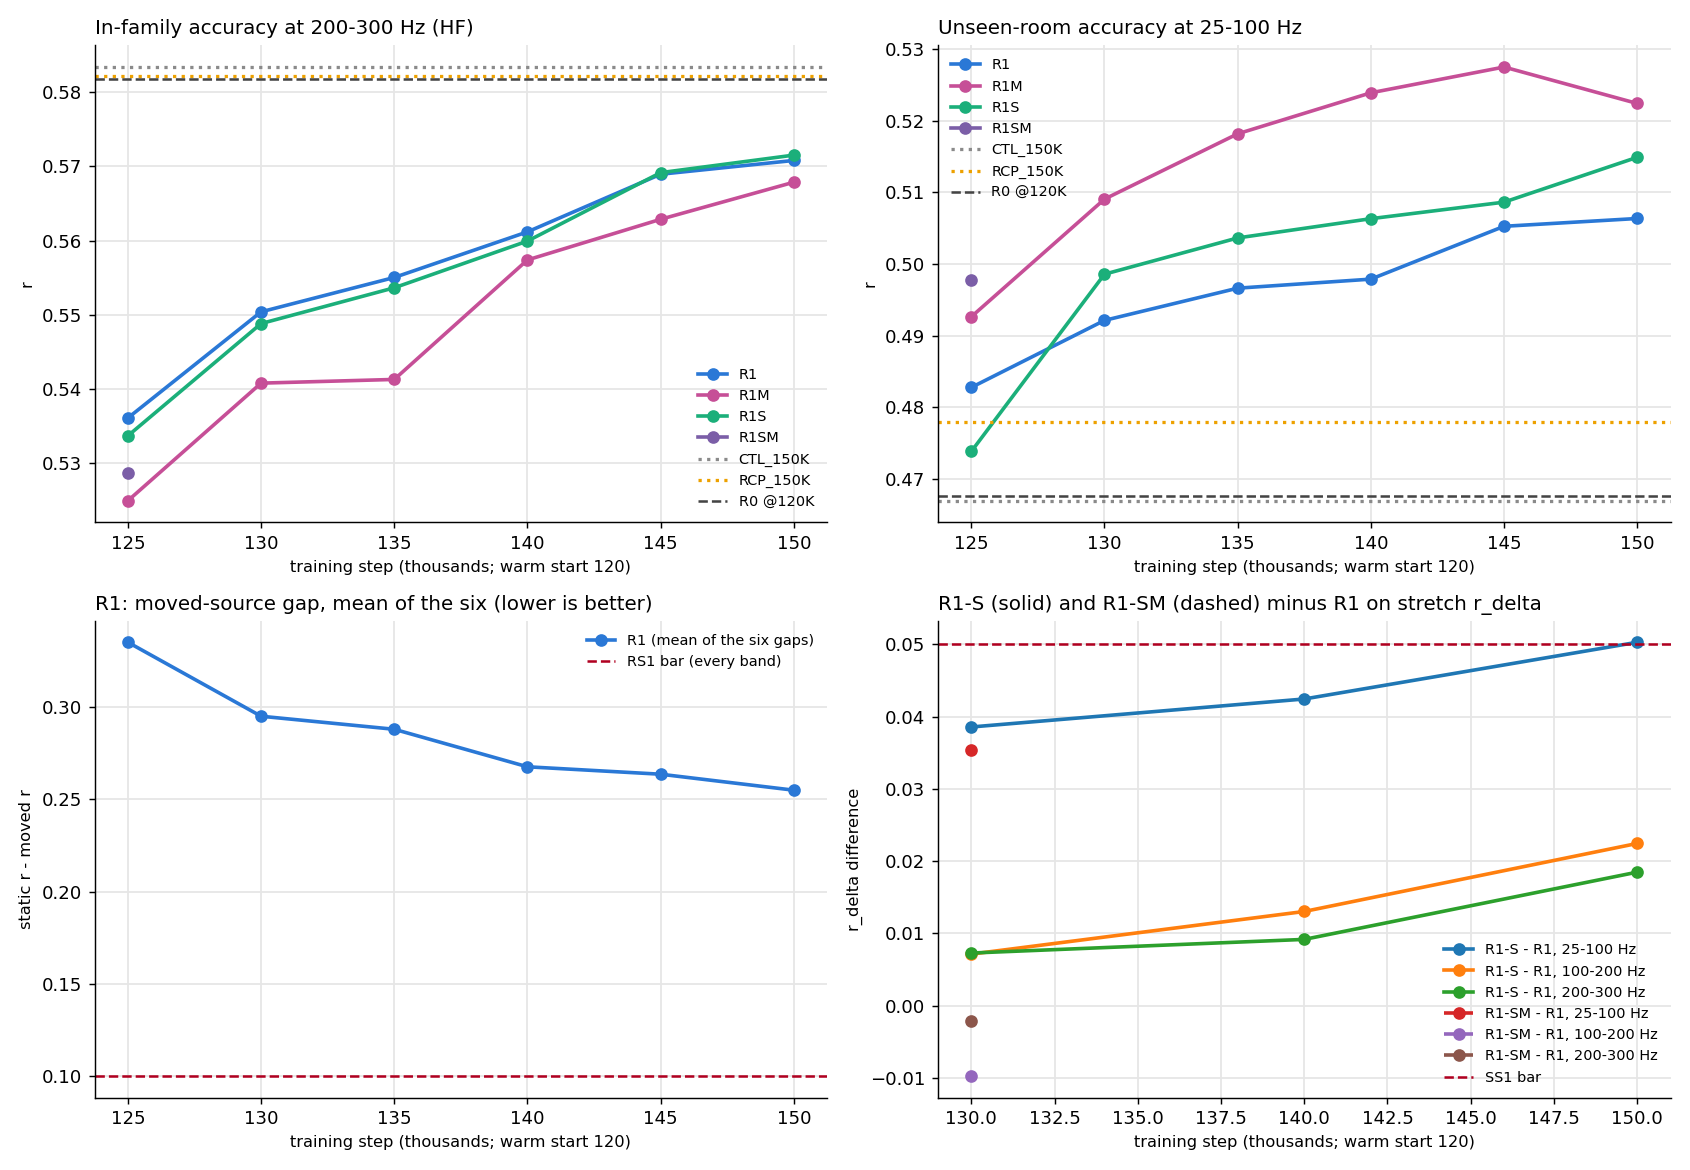 In-family accuracy at 200-300 Hz (HF)
0.58
0.57
0.56
0.55
0.54
0.53
r
R1
R1M
R1S
R1SM
CTL_150K
RCP_150K
R0 @120K
125 130 135 140 145 150
training step (thousands; warm start 120)
Unseen-room accuracy at 25-100 Hz
0.53
0.52
0.51
0.50
0.49
0.48
0.47
r
R1
R1M
R1S
R1SM
CTL_150K
RCP_150K
R0 @120K
125 130 135 140 145 150
training step (thousands; warm start 120)
R1: moved-source gap, mean of the six (lower is better)
0.30
0.25
0.20
0.15
0.10
static r - moved r
R1 (mean of the six gaps)
RS1 bar (every band)
125 130 135 140 145 150
training step (thousands; warm start 120)
R1-S (solid) and R1-SM (dashed) minus R1 on stretch r_delta
0.05
0.04
0.03
0.02
0.01
0.00
−0.01
r_delta difference
R1-S - R1, 25-100 Hz
R1-S - R1, 100-200 Hz
R1-S - R1, 200-300 Hz
R1-SM - R1, 25-100 Hz
R1-SM - R1, 100-200 Hz
R1-SM - R1, 200-300 Hz
SS1 bar
130.0 132.5 135.0 137.5 140.0 142.5 145.0 147.5 150.0
training step (thousands; warm start 120)